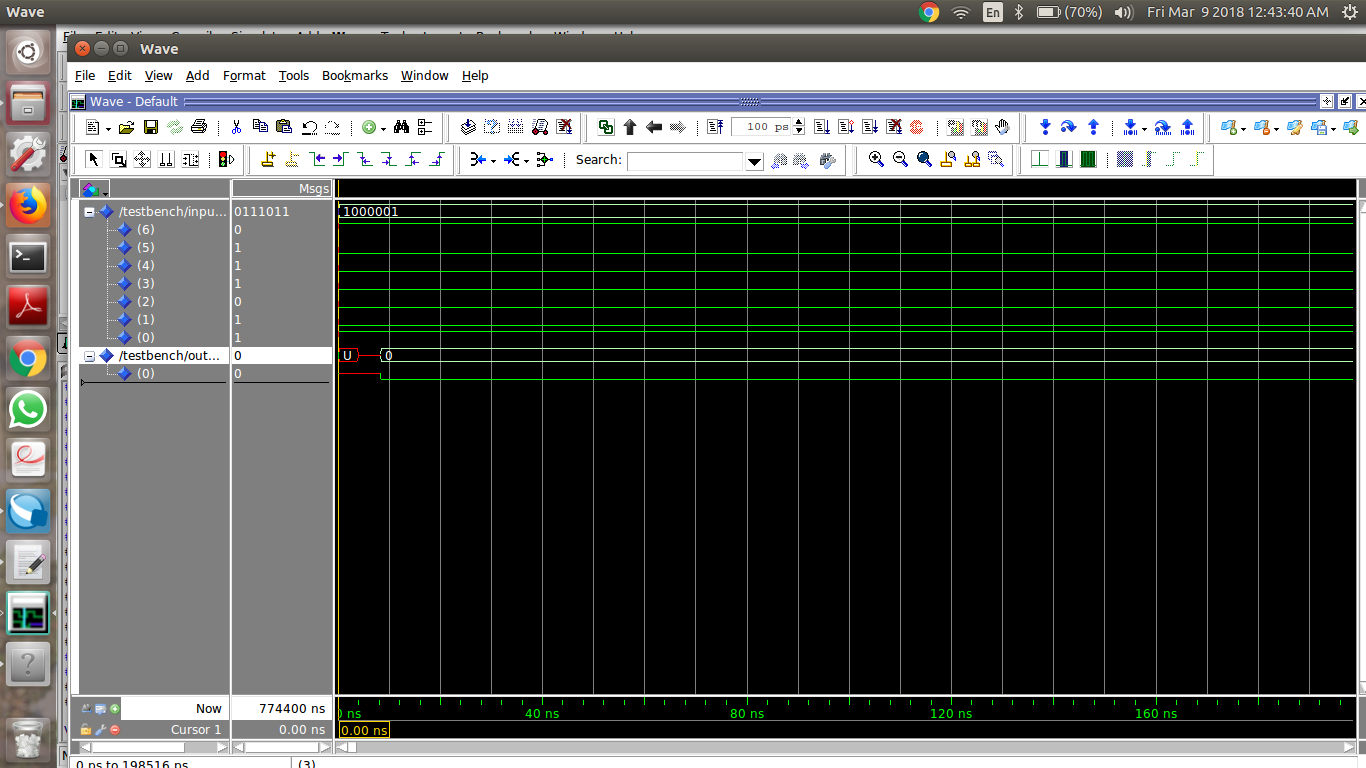 Wave
En
(70%)
Fri Mar 9 2018 12:43:40 AM
Wave
File Edit View Add Format Tools Bookmarks Window Help
Wave - Default
100 ps
Search:
Msgs
/testbench/inpu... 0111011 1000001
(6) 0
(5) 1
(4) 1
(3) 1
(2) 0
(1) 1
(0) 1
/testbench/out... 0 U 0
(0) 0
Now 774400 ns
ns 40 ns 80 ns 120 ns 160 ns
Cursor 1 0.00 ns 0.00 ns
0 ps to 198516 ps (3)